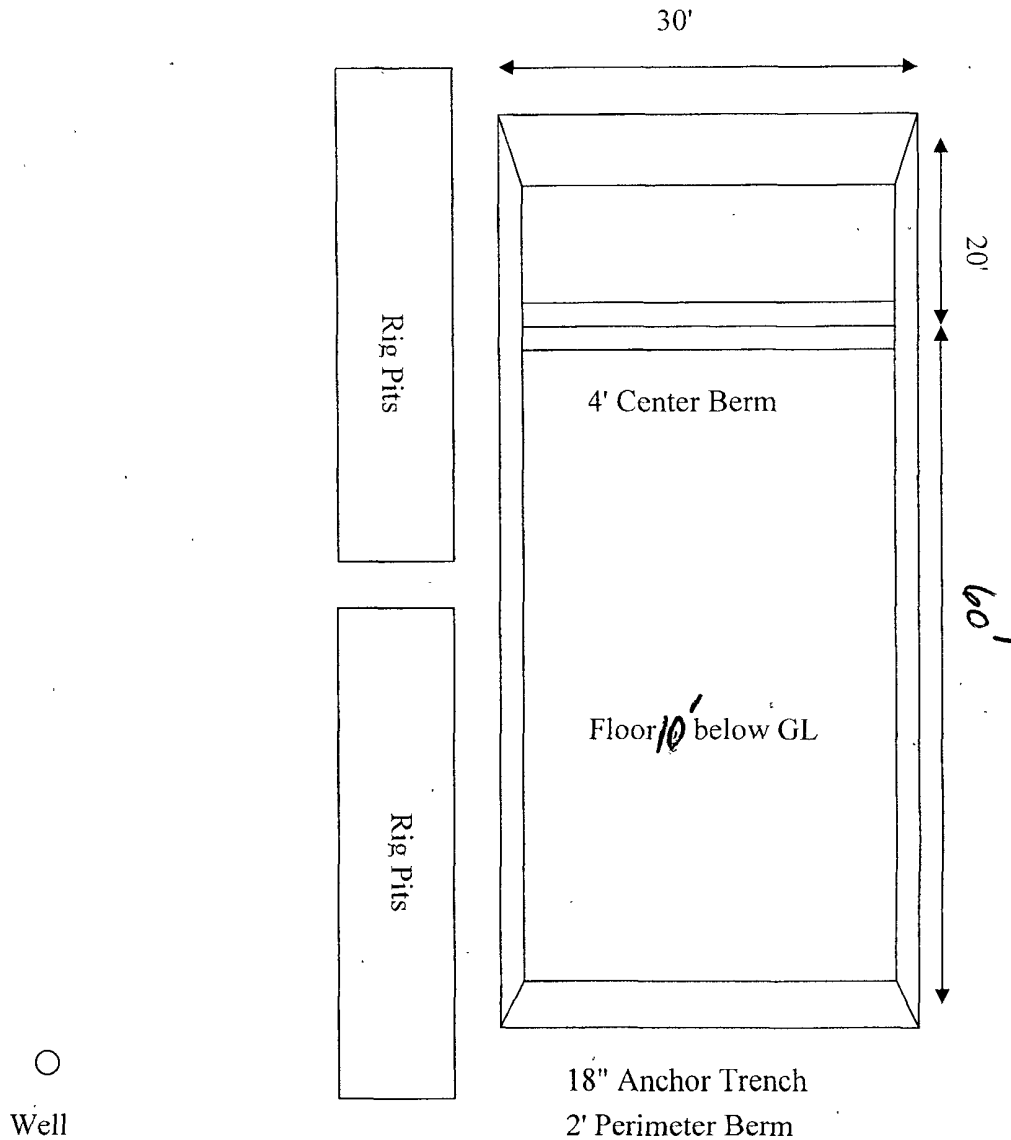 30'
20'
Rig Pits
4' Center Berm
60'
Floor 10' below GL
Rig Pits
18" Anchor Trench
Well
2' Perimeter Berm